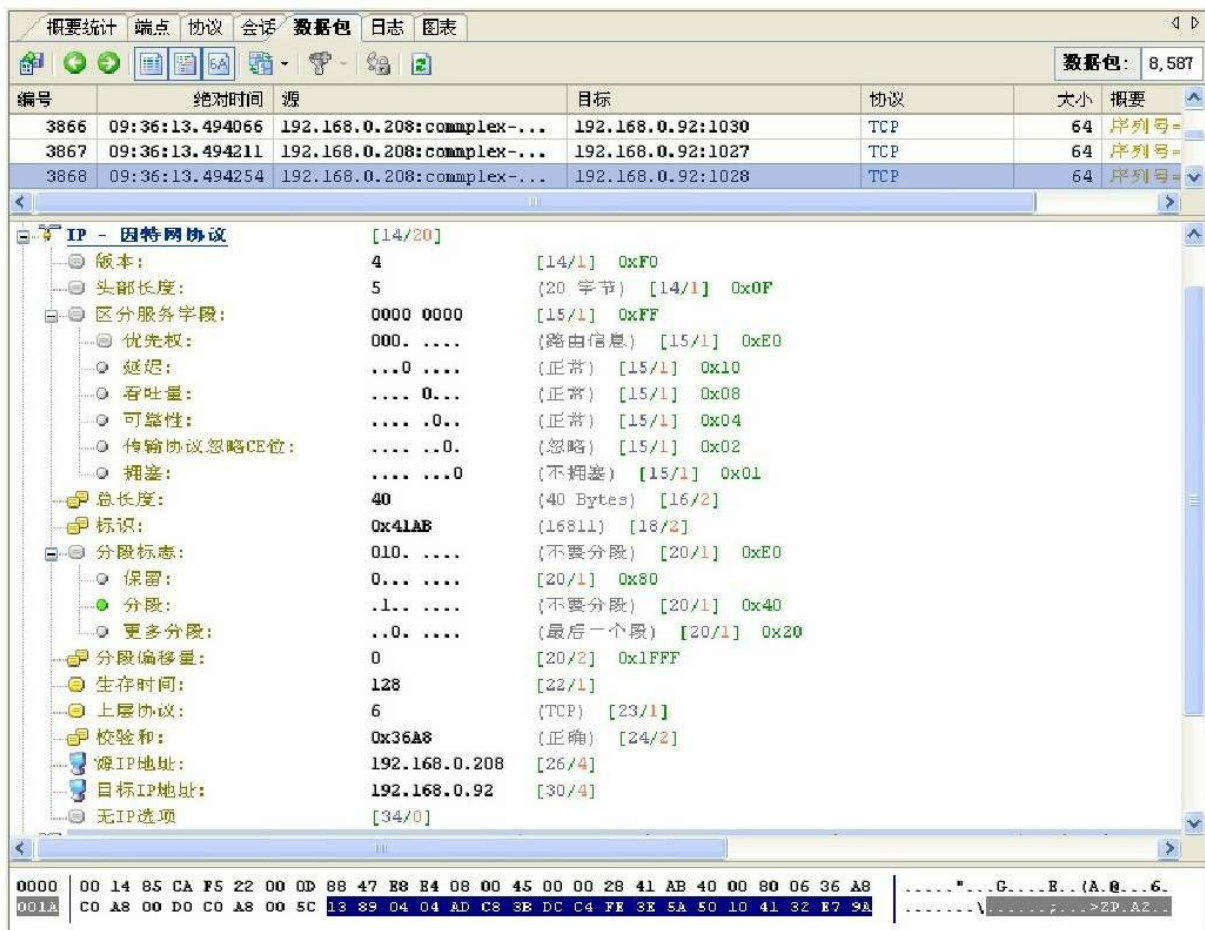 概要统计 端点 协议 会话 数据包 日志 图表
数据包: 8,587
编号 绝对时间 源 目标 协议 大小 概要
3866 09:36:13.494066 192.168.0.208:commplex-... 192.168.0.92:1030 TCP 64 序列号=
3867 09:36:13.494211 192.168.0.208:commplex-... 192.168.0.92:1027 TCP 64 序列号=
3868 09:36:13.494254 192.168.0.208:commplex-... 192.168.0.92:1028 TCP 64 序列号=
IP - 因特网协议 [14/20]
版本: 4 [14/1] 0xF0
头部长度: 5 (20 字节) [14/1] 0x0F
区分服务字段: 0000 0000 [15/1] 0xFF
优先权: 000. .... (路由信息) [15/1] 0xE0
延迟: ...0 .... (正常) [15/1] 0x10
吞吐量: .... 0... (正常) [15/1] 0x08
可靠性: .... .0.. (正常) [15/1] 0x04
传输协议忽略CE位: .... ..0. (忽略) [15/1] 0x02
拥塞: .... ...0 (不拥塞) [15/1] 0x01
总长度: 40 (40 Bytes) [16/2]
标识: 0x41AB (16811) [18/2]
分段标志: 010. .... (不要分段) [20/1] 0xE0
保留: 0... .... [20/1] 0x80
分段: .1.. .... (不要分段) [20/1] 0x40
更多分段: ..0. .... (最后一个段) [20/1] 0x20
分段偏移量: 0 [20/2] 0x1FFF
生存时间: 128 [22/1]
上层协议: 6 (TCP) [23/1]
校验和: 0x36A8 (正确) [24/2]
源IP地址: 192.168.0.208 [26/4]
目标IP地址: 192.168.0.92 [30/4]
无IP选项 [34/0]
0000 00 14 85 CA F5 22 00 0D 88 47 E8 E4 08 00 45 00 00 28 41 AB 40 00 80 06 36 A8 ....."...G....E..(A.@...6.
001A C0 A8 00 D0 C0 A8 00 5C 13 89 04 04 AD C8 3B DC C4 FE 3E 5A 50 10 41 32 E7 9A .......\......;...>ZP.A2..